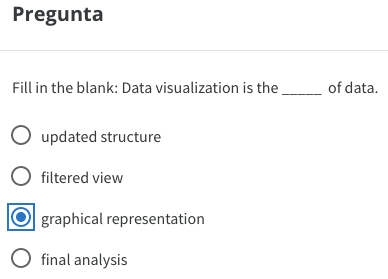 Pregunta
Fill in the blank: Data visualization is the _____ of data.
updated structure
filtered view
graphical representation
final analysis